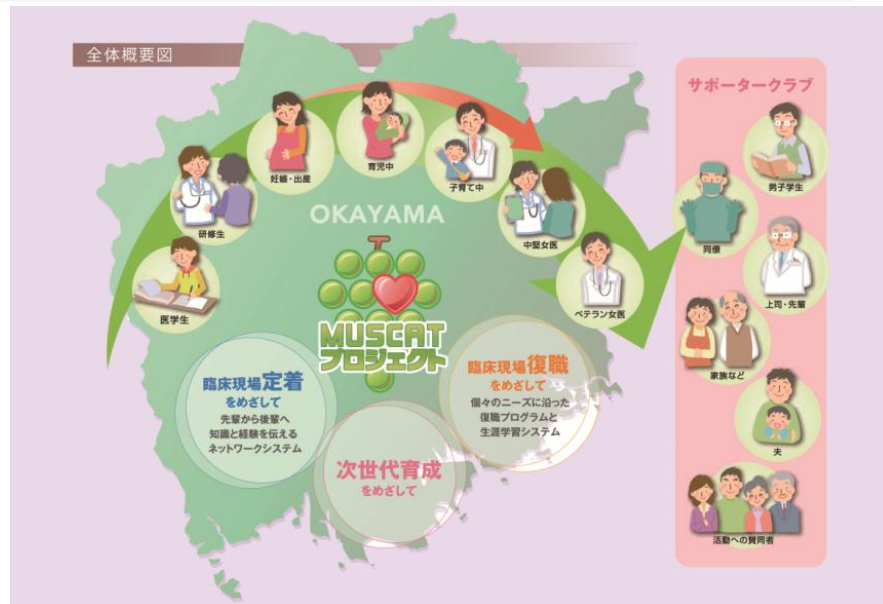 全体概要図
医学生
研修生
妊娠・出産
育児中
子育て中
中堅女医
ベテラン女医
OKAYAMA
MUSCAT
プロジェクト
臨床現場定着
をめざして
先輩から後輩へ
知識と経験を伝える
ネットワークシステム
次世代育成
をめざして
臨床現場復職
をめざして
個々のニーズに沿った
復職プログラムと
生涯学習システム
サポータークラブ
男子学生
同僚
上司・先輩
家族など
夫
活動への賛同者